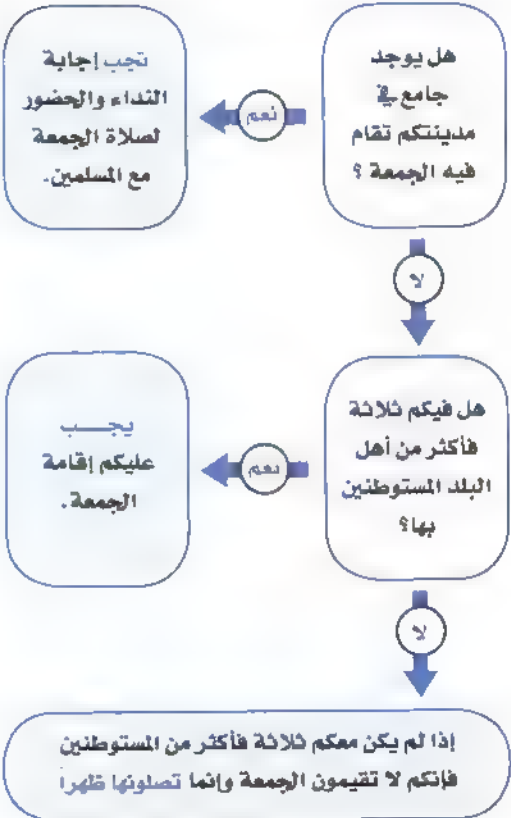 هل يوجد
جامع في
مدينتكم تقام
فيه الجمعة ؟
نعم
تجب إجابة
النداء والحضور
لصلاة الجمعة
مع المسلمين.
لا
هل فيكم ثلاثة
فأكثر من أهل
البلد المستوطنين
بها؟
نعم
يجــــب
عليكم إقامة
الجمعة.
لا
إذا لم يكن معكم ثلاثة فأكثر من المستوطنين
فإنكم لا تقيمون الجمعة وإنما تصلونها ظهراً